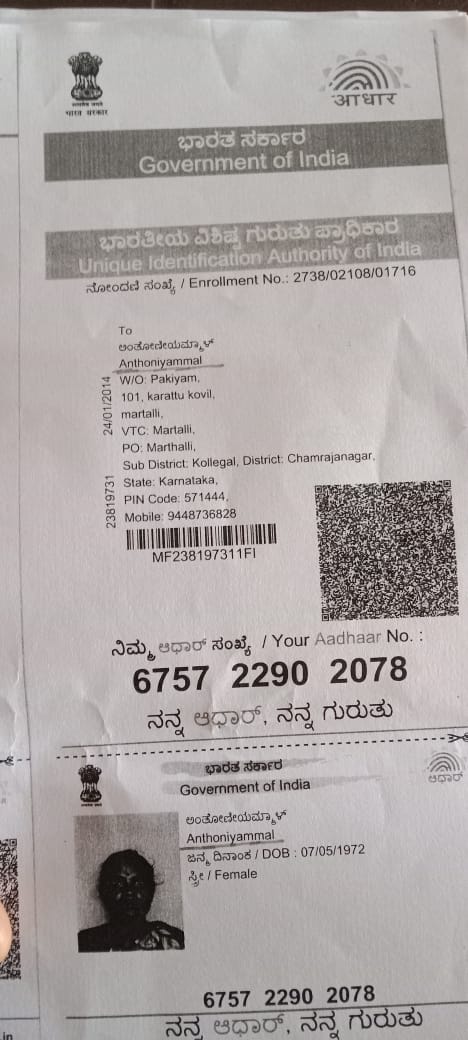 भारत सरकार
आधार
ಭಾರತ ಸರ್ಕಾರ
Government of India
ಭಾರತೀಯ ವಿಶಿಷ್ಟ ಗುರುತು ಪ್ರಾಧಿಕಾರ
Unique Identification Authority of India
ನೋಂದಣಿ ಸಂಖ್ಯೆ / Enrollment No.: 2738/02108/01716
To
ಅಂತೋಣೀಯಮ್ಮಾಳ್
Anthoniyammal
W/O: Pakiyam,
101, karattu kovil,
martalli,
VTC: Martalli,
PO: Marthalli,
Sub District: Kollegal, District: Chamrajanagar,
State: Karnataka,
PIN Code: 571444,
Mobile: 9448736828
24/01/2014
23819731
MF238197311FI
ನಿಮ್ಮ ಆಧಾರ್ ಸಂಖ್ಯೆ / Your Aadhaar No. :
6757 2290 2078
ನನ್ನ ಆಧಾರ್, ನನ್ನ ಗುರುತು
ಭಾರತ ಸರ್ಕಾರ
Government of India
ಆಧಾರ್
ಅಂತೋಣೀಯಮ್ಮಾಳ್
Anthoniyammal
ಜನ್ಮ ದಿನಾಂಕ / DOB : 07/05/1972
ಸ್ತ್ರೀ / Female
6757 2290 2078
ನನ್ನ ಆಧಾರ್, ನನ್ನ ಗುರುತು
.in